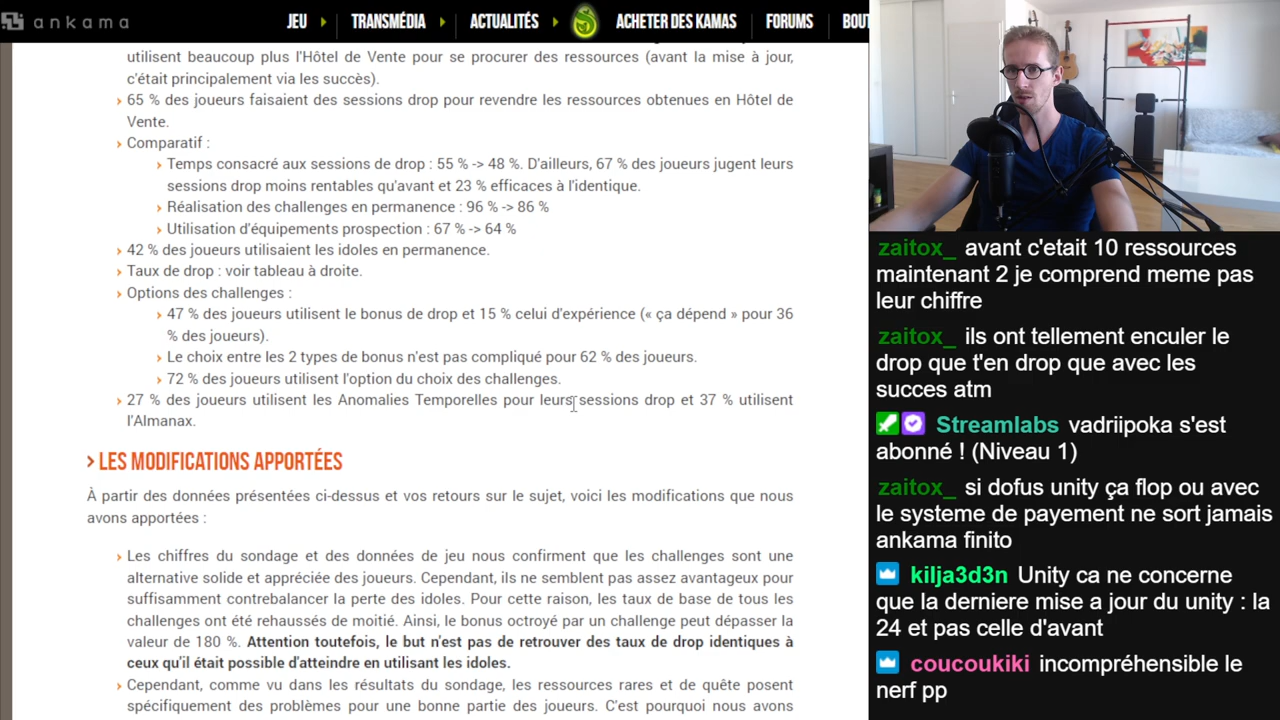 ankama
JEU TRANSMÉDIA ACTUALITÉS ACHETER DES KAMAS FORUMS BOU
utilisent beaucoup plus l'Hôtel de Vente pour se procurer des ressources (avant la mise à jour,
c'était principalement via les succès).
65 % des joueurs faisaient des sessions drop pour revendre les ressources obtenues en Hôtel de
Vente.
Comparatif :
Temps consacré aux sessions de drop : 55 % -> 48 %. D'ailleurs, 67 % des joueurs jugent leurs
sessions drop moins rentables qu'avant et 23 % efficaces à l'identique.
Réalisation des challenges en permanence : 96 % -> 86 %
Utilisation d'équipements prospection : 67 % -> 64 %
42 % des joueurs utilisaient les idoles en permanence.
Taux de drop : voir tableau à droite.
Options des challenges :
47 % des joueurs utilisent le bonus de drop et 15 % celui d'expérience (« ça dépend » pour 36
% des joueurs).
Le choix entre les 2 types de bonus n'est pas compliqué pour 62 % des joueurs.
72 % des joueurs utilisent l'option du choix des challenges.
27 % des joueurs utilisent les Anomalies Temporelles pour leurs sessions drop et 37 % utilisent
l'Almanax.
LES MODIFICATIONS APPORTÉES
À partir des données présentées ci-dessus et vos retours sur le sujet, voici les modifications que nous
avons apportées :
Les chiffres du sondage et des données de jeu nous confirment que les challenges sont une
alternative solide et appréciée des joueurs. Cependant, ils ne semblent pas assez avantageux pour
suffisamment contrebalancer la perte des idoles. Pour cette raison, les taux de base de tous les
challenges ont été rehaussés de moitié. Ainsi, le bonus octroyé par un challenge peut dépasser la
valeur de 180 %. Attention toutefois, le but n'est pas de retrouver des taux de drop identiques à
ceux qu'il était possible d'atteindre en utilisant les idoles.
Cependant, comme vu dans les résultats du sondage, les ressources rares et de quête posent
spécifiquement des problèmes pour une bonne partie des joueurs. C'est pourquoi nous avons
zaitox_ avant c'etait 10 ressources
maintenant 2 je comprend meme pas
leur chiffre
zaitox_ ils ont tellement enculer le
drop que t'en drop que avec les
succes atm
Streamlabs vadriipoka s'est
abonné ! (Niveau 1)
zaitox_ si dofus unity ça flop ou avec
le systeme de payement ne sort jamais
ankama finito
kilja3d3n Unity ca ne concerne
que la derniere mise a jour du unity : la
24 et pas celle d'avant
coucoukiki incompréhensible le
nerf pp